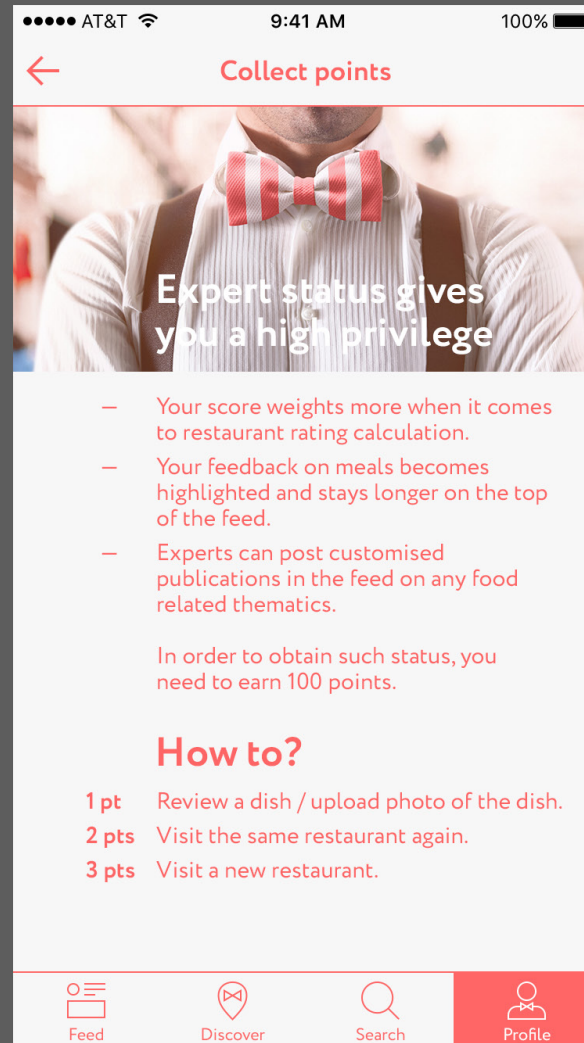 AT&T 9:41 AM 100%
Collect points
Expert status gives
you a high privilege
— Your score weights more when it comes
to restaurant rating calculation.
— Your feedback on meals becomes
highlighted and stays longer on the top
of the feed.
— Experts can post customised
publications in the feed on any food
related thematics.
In order to obtain such status, you
need to earn 100 points.
How to?
1 pt Review a dish / upload photo of the dish.
2 pts Visit the same restaurant again.
3 pts Visit a new restaurant.
Feed Discover Search Profile